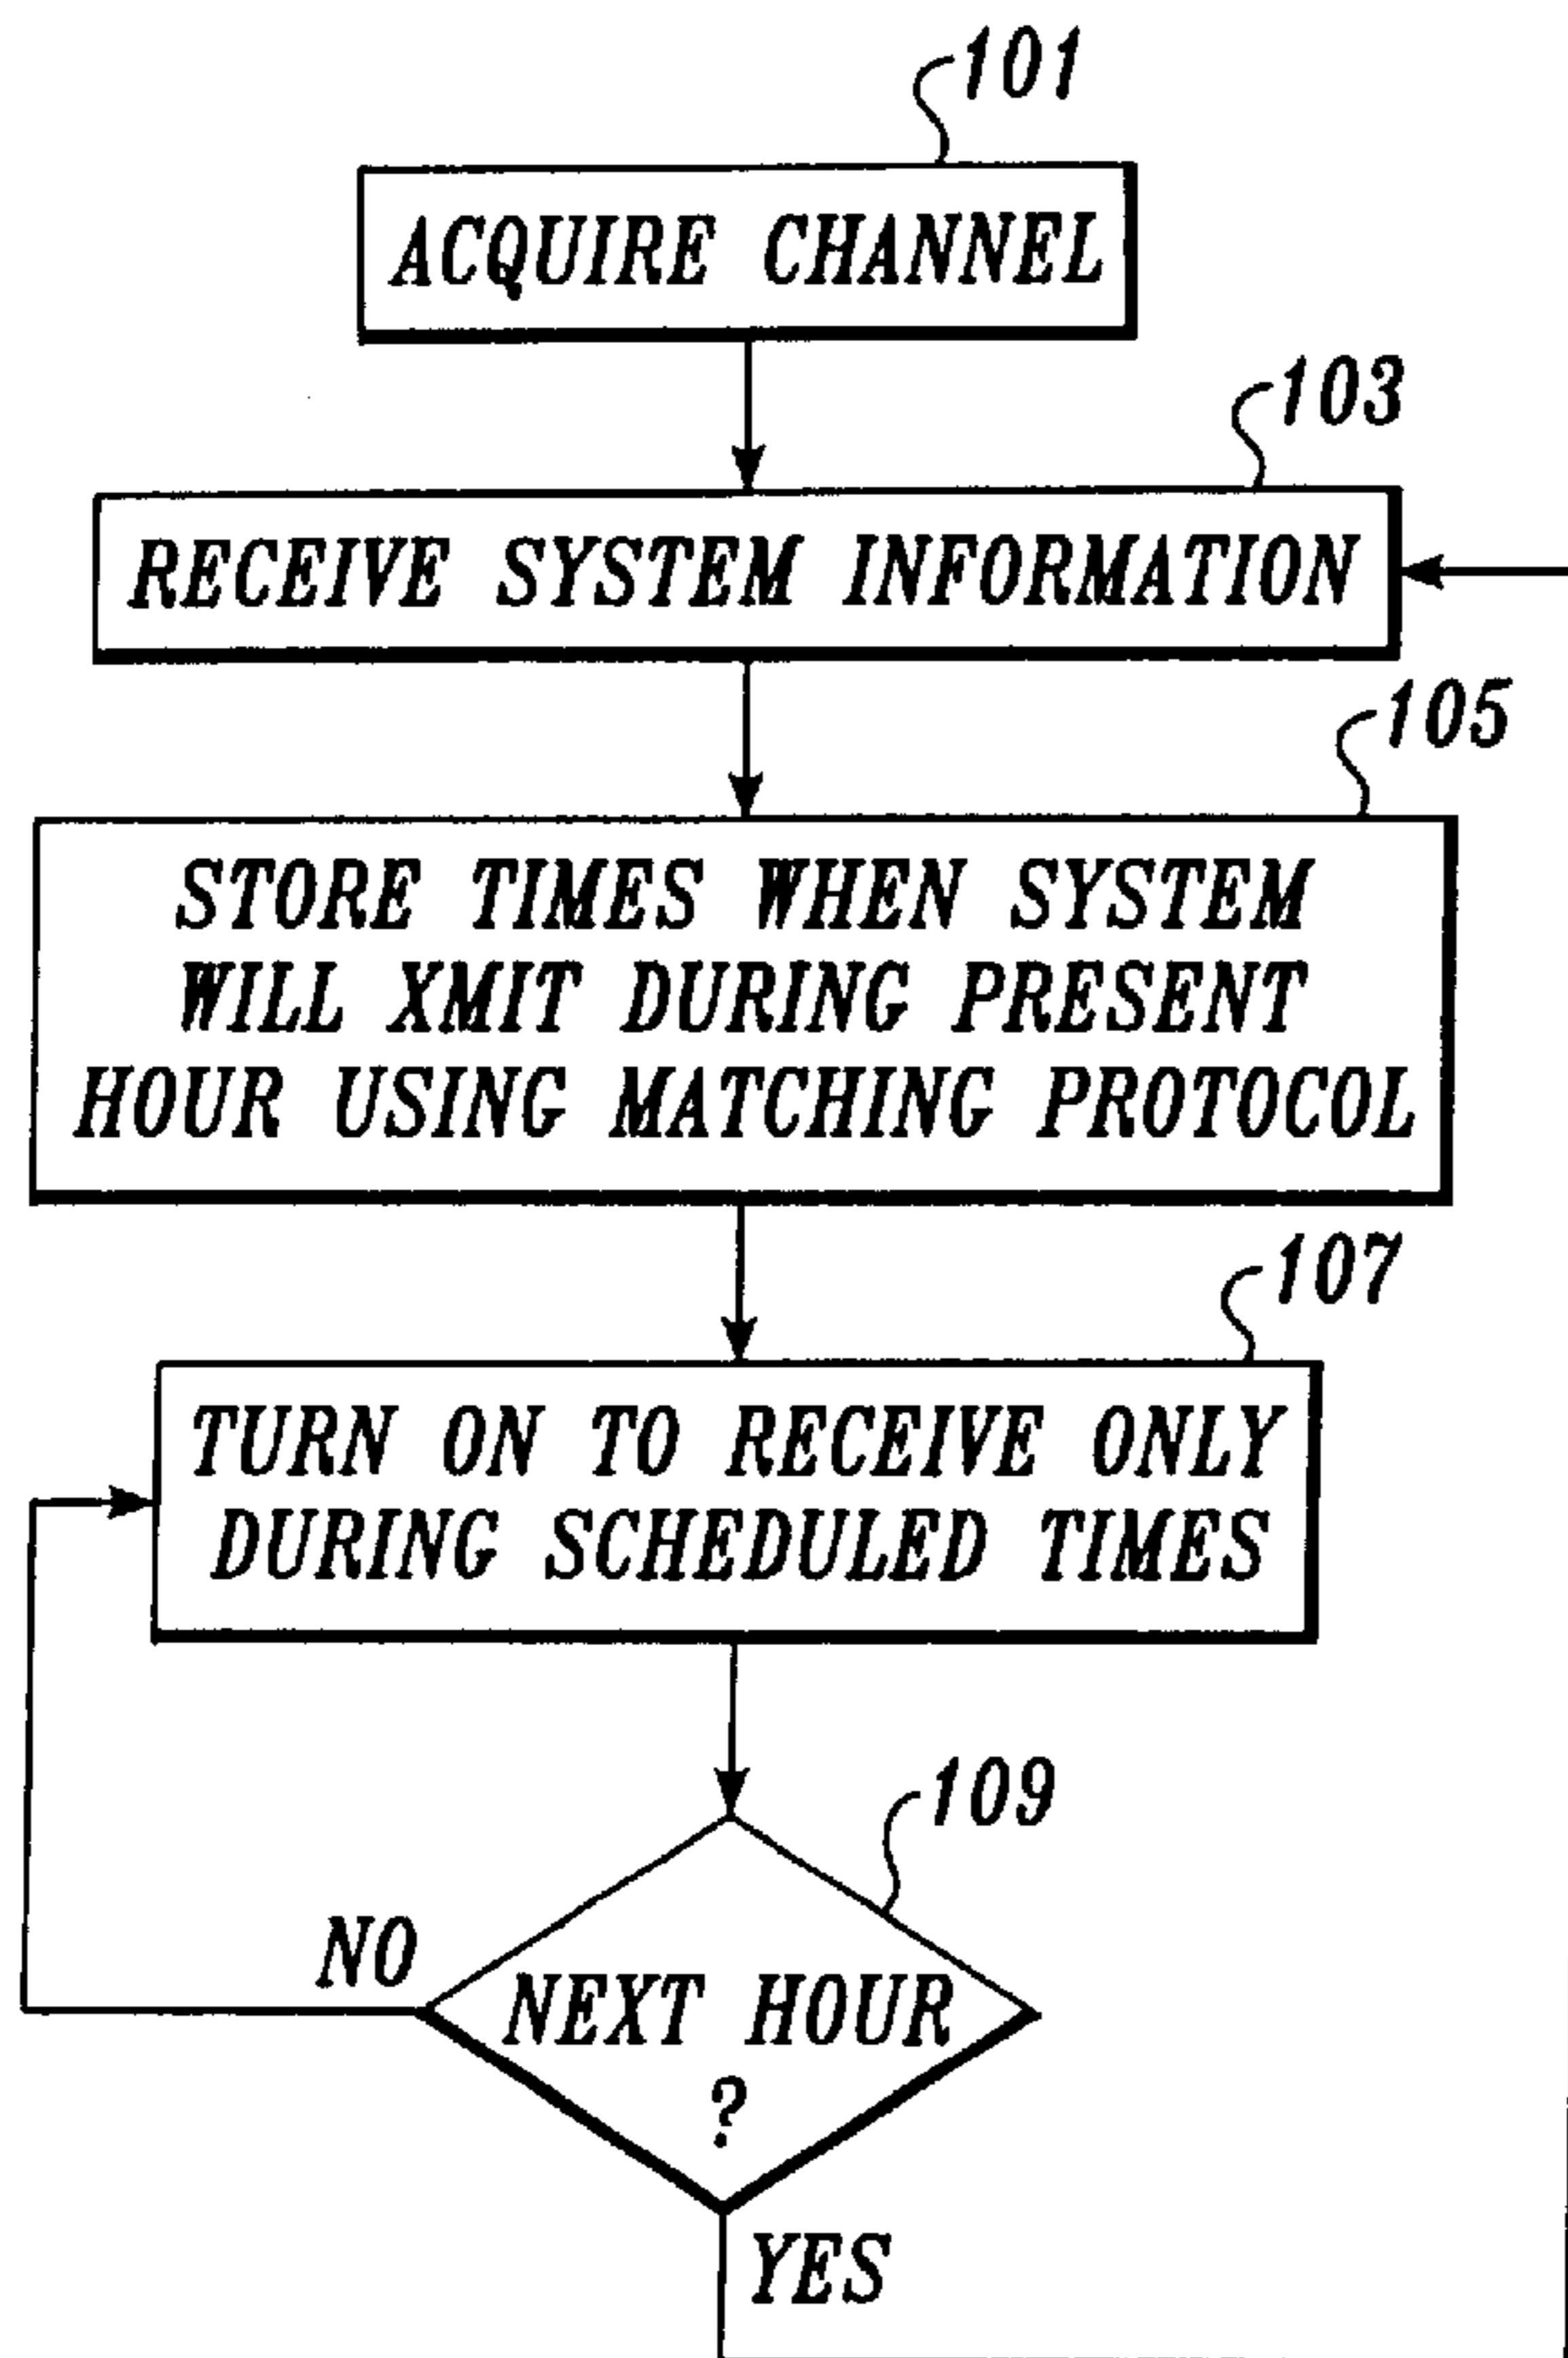 101
ACQUIRE CHANNEL
103
RECEIVE SYSTEM INFORMATION
105
STORE TIMES WHEN SYSTEM
WILL XMIT DURING PRESENT
HOUR USING MATCHING PROTOCOL
107
TURN ON TO RECEIVE ONLY
DURING SCHEDULED TIMES
109
NO
NEXT HOUR
?
YES